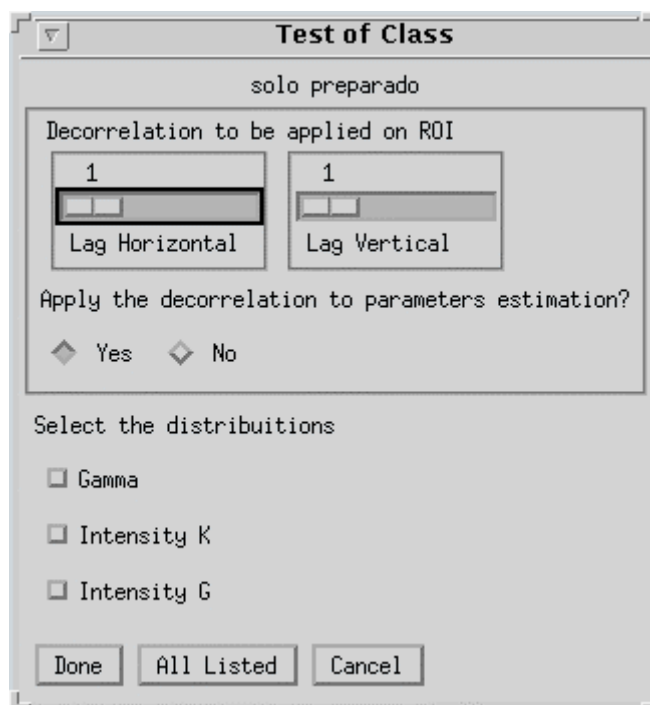 Test of Class
solo preparado
Decorrelation to be applied on ROI
1 1
Lag Horizontal Lag Vertical
Apply the decorrelation to parameters estimation?
Yes No
Select the distribuitions
Gamma
Intensity K
Intensity G
Done All Listed Cancel